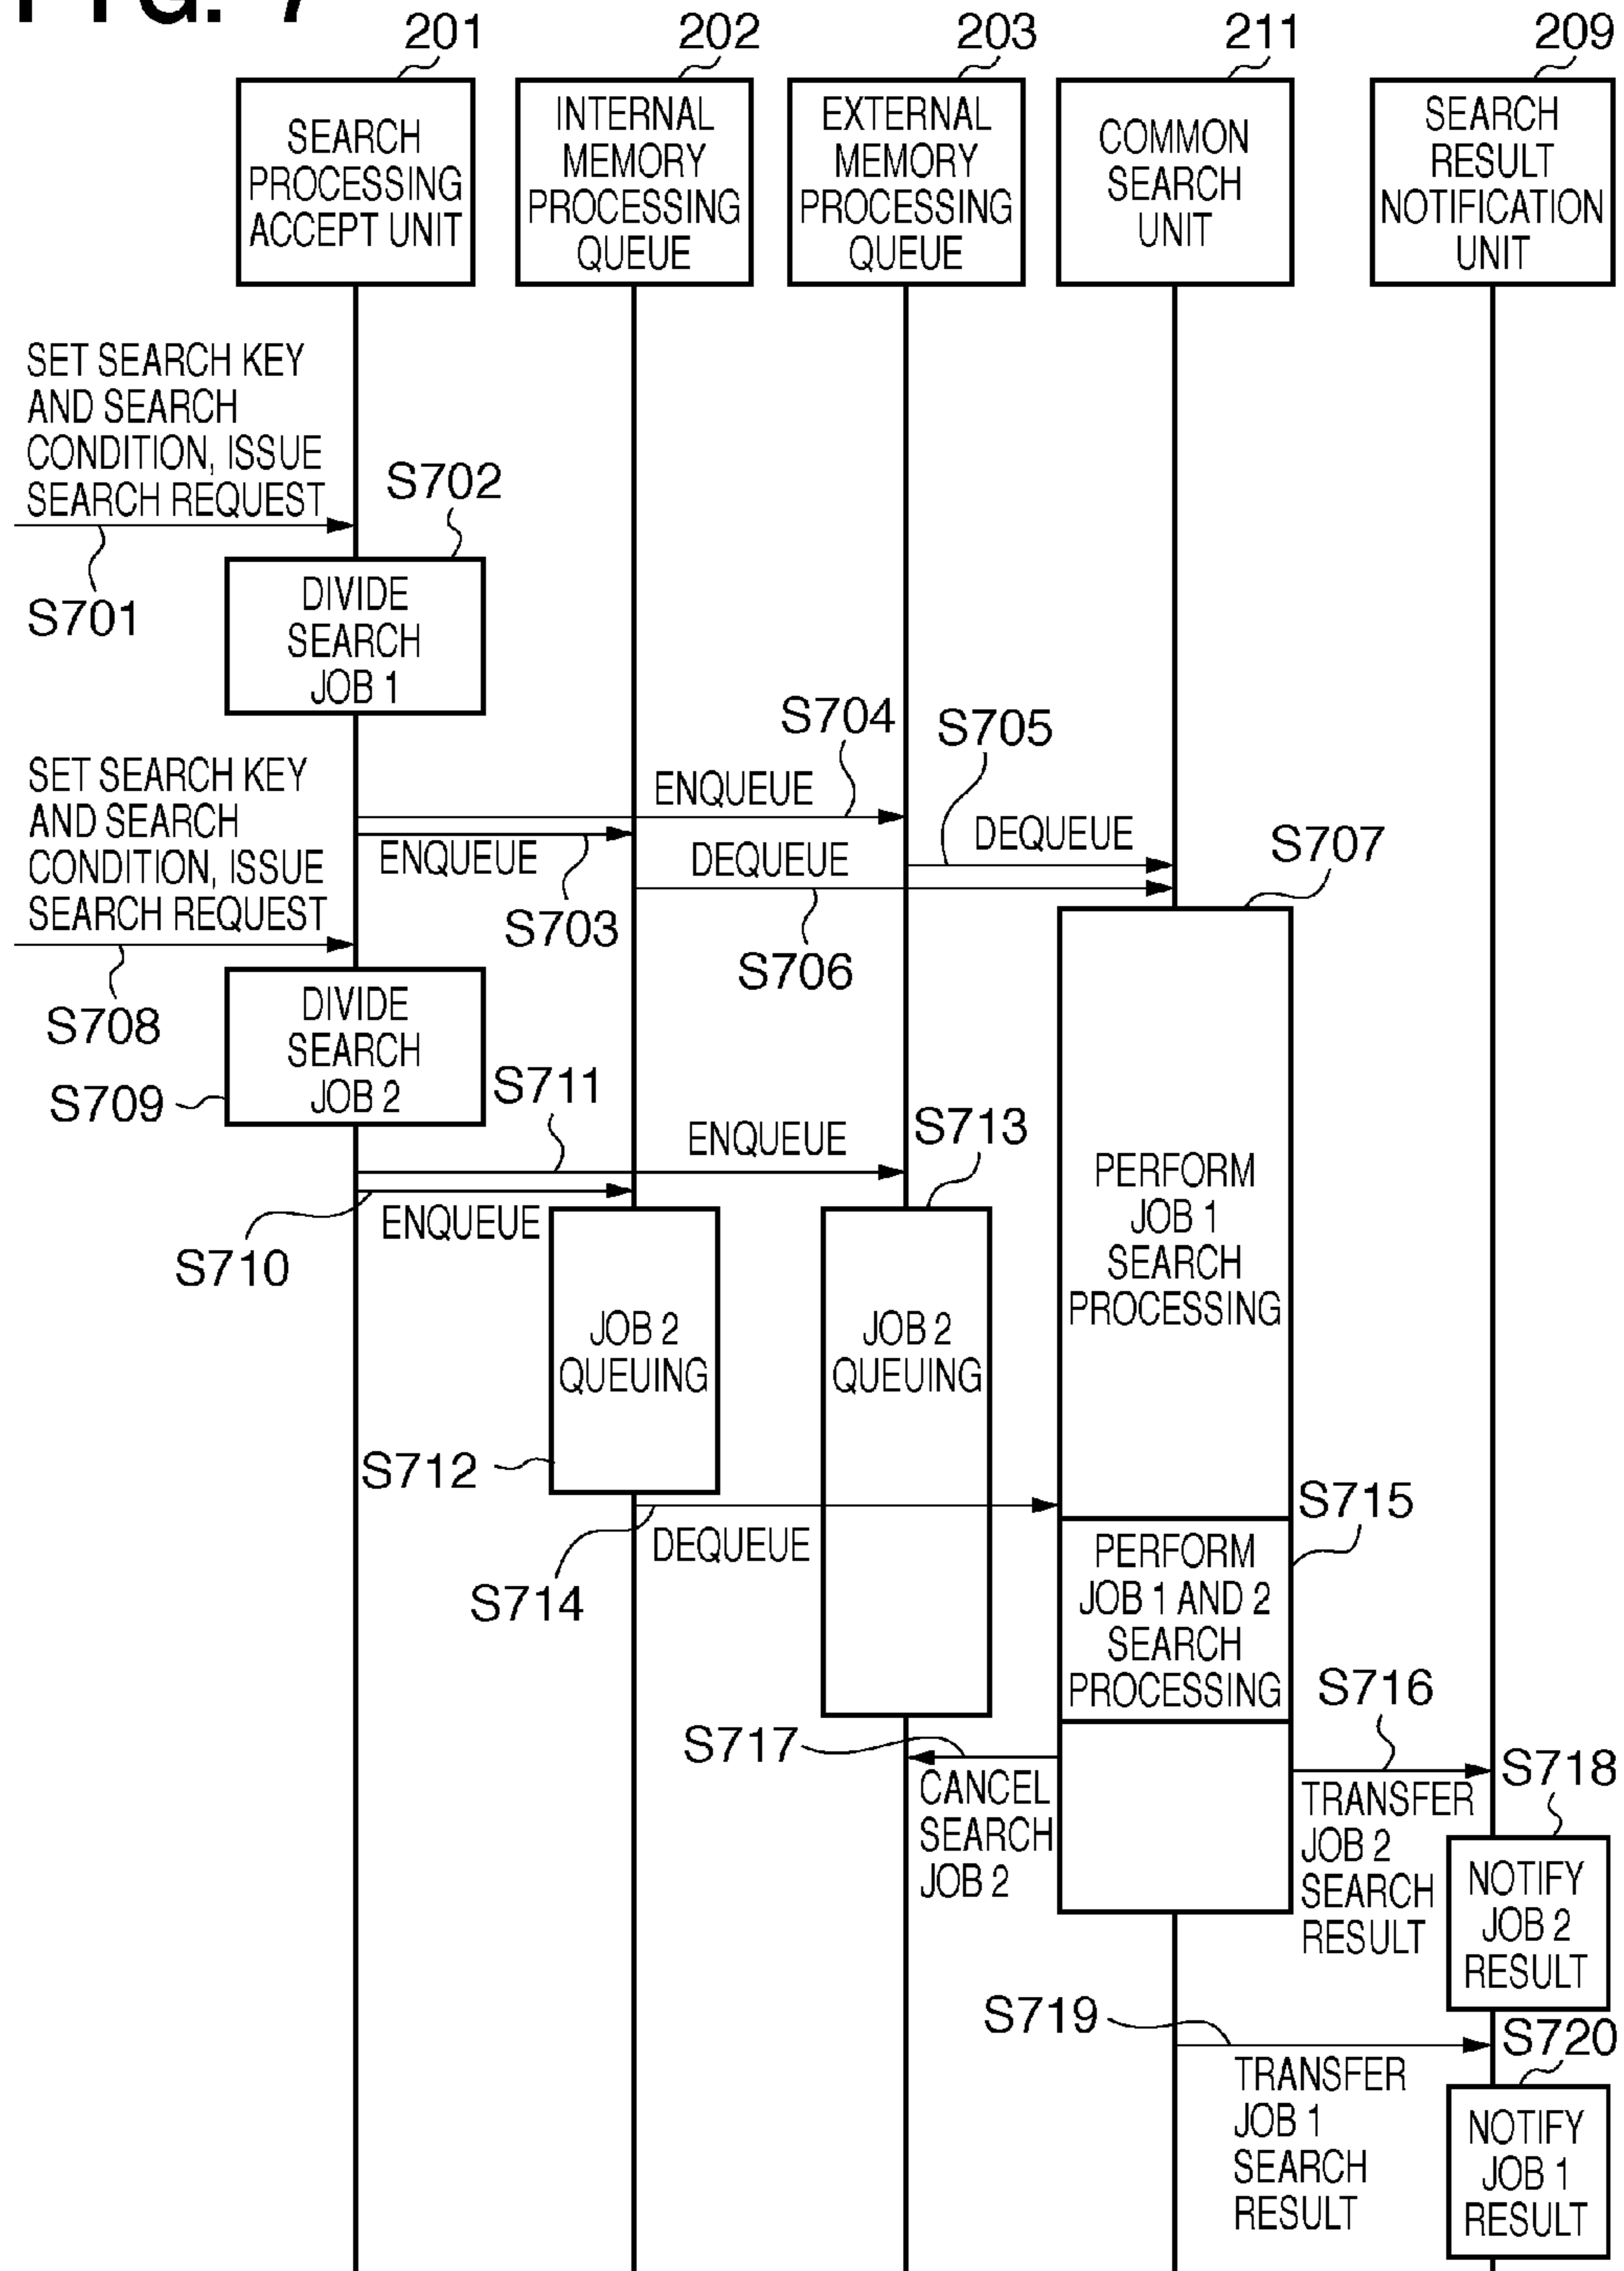 FIG. 7
201
202
203
211
209
SEARCH
PROCESSING
ACCEPT UNIT
INTERNAL
MEMORY
PROCESSING
QUEUE
EXTERNAL
MEMORY
PROCESSING
QUEUE
COMMON
SEARCH
UNIT
SEARCH
RESULT
NOTIFICATION
UNIT
SET SEARCH KEY
AND SEARCH
CONDITION, ISSUE
SEARCH REQUEST
S701
S702
DIVIDE
SEARCH
JOB 1
S704
ENQUEUE
ENQUEUE
S703
S705
DEQUEUE
DEQUEUE
S706
S707
SET SEARCH KEY
AND SEARCH
CONDITION, ISSUE
SEARCH REQUEST
S708
DIVIDE
SEARCH
JOB 2
S709
S711
ENQUEUE
ENQUEUE
S710
S713
PERFORM
JOB 1
SEARCH
PROCESSING
JOB 2
QUEUING
JOB 2
QUEUING
S712
DEQUEUE
S714
S715
PERFORM
JOB 1 AND 2
SEARCH
PROCESSING
S716
S717
CANCEL
SEARCH
JOB 2
TRANSFER
JOB 2
SEARCH
RESULT
S718
NOTIFY
JOB 2
RESULT
S719
TRANSFER
JOB 1
SEARCH
RESULT
S720
NOTIFY
JOB 1
RESULT